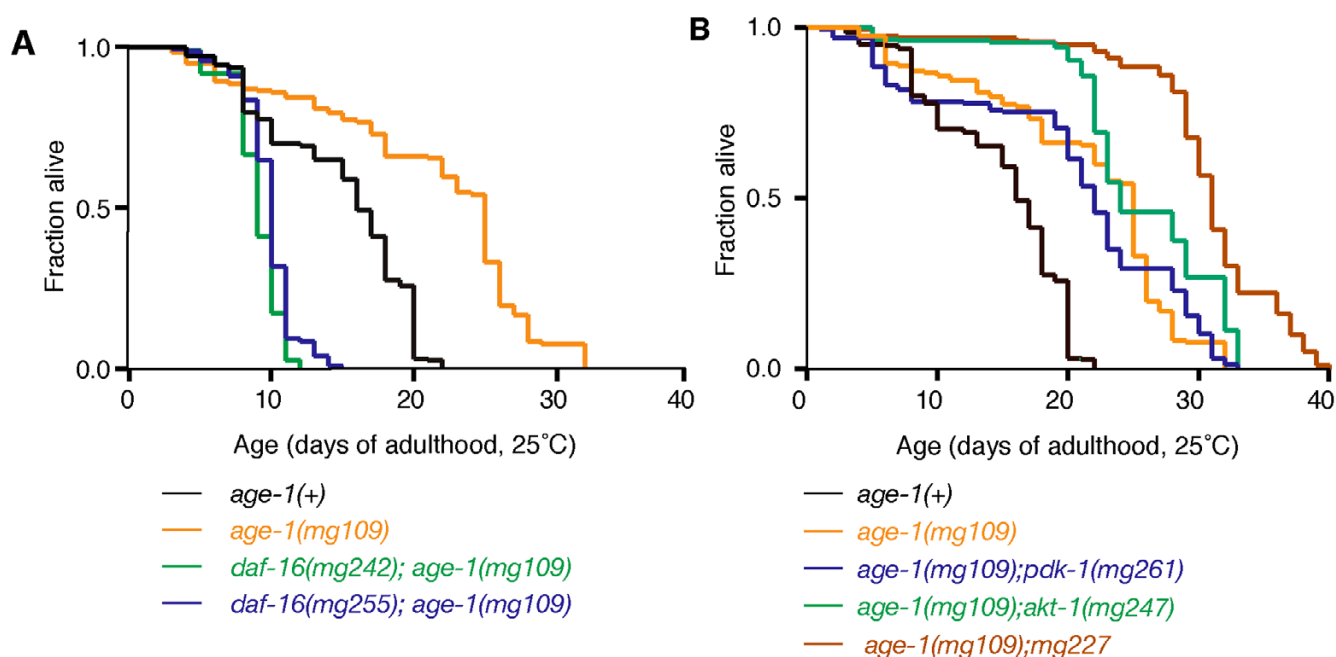 A
1.0
0.5
0.0
Fraction alive
0 10 20 30 40
Age (days of adulthood, 25°C)
age-1(+)
age-1(mg109)
daf-16(mg242); age-1(mg109)
daf-16(mg255); age-1(mg109)
B
1.0
0.5
0.0
Fraction alive
0 10 20 30 40
Age (days of adulthood, 25°C)
age-1(+)
age-1(mg109)
age-1(mg109);pdk-1(mg261)
age-1(mg109);akt-1(mg247)
age-1(mg109);mg227